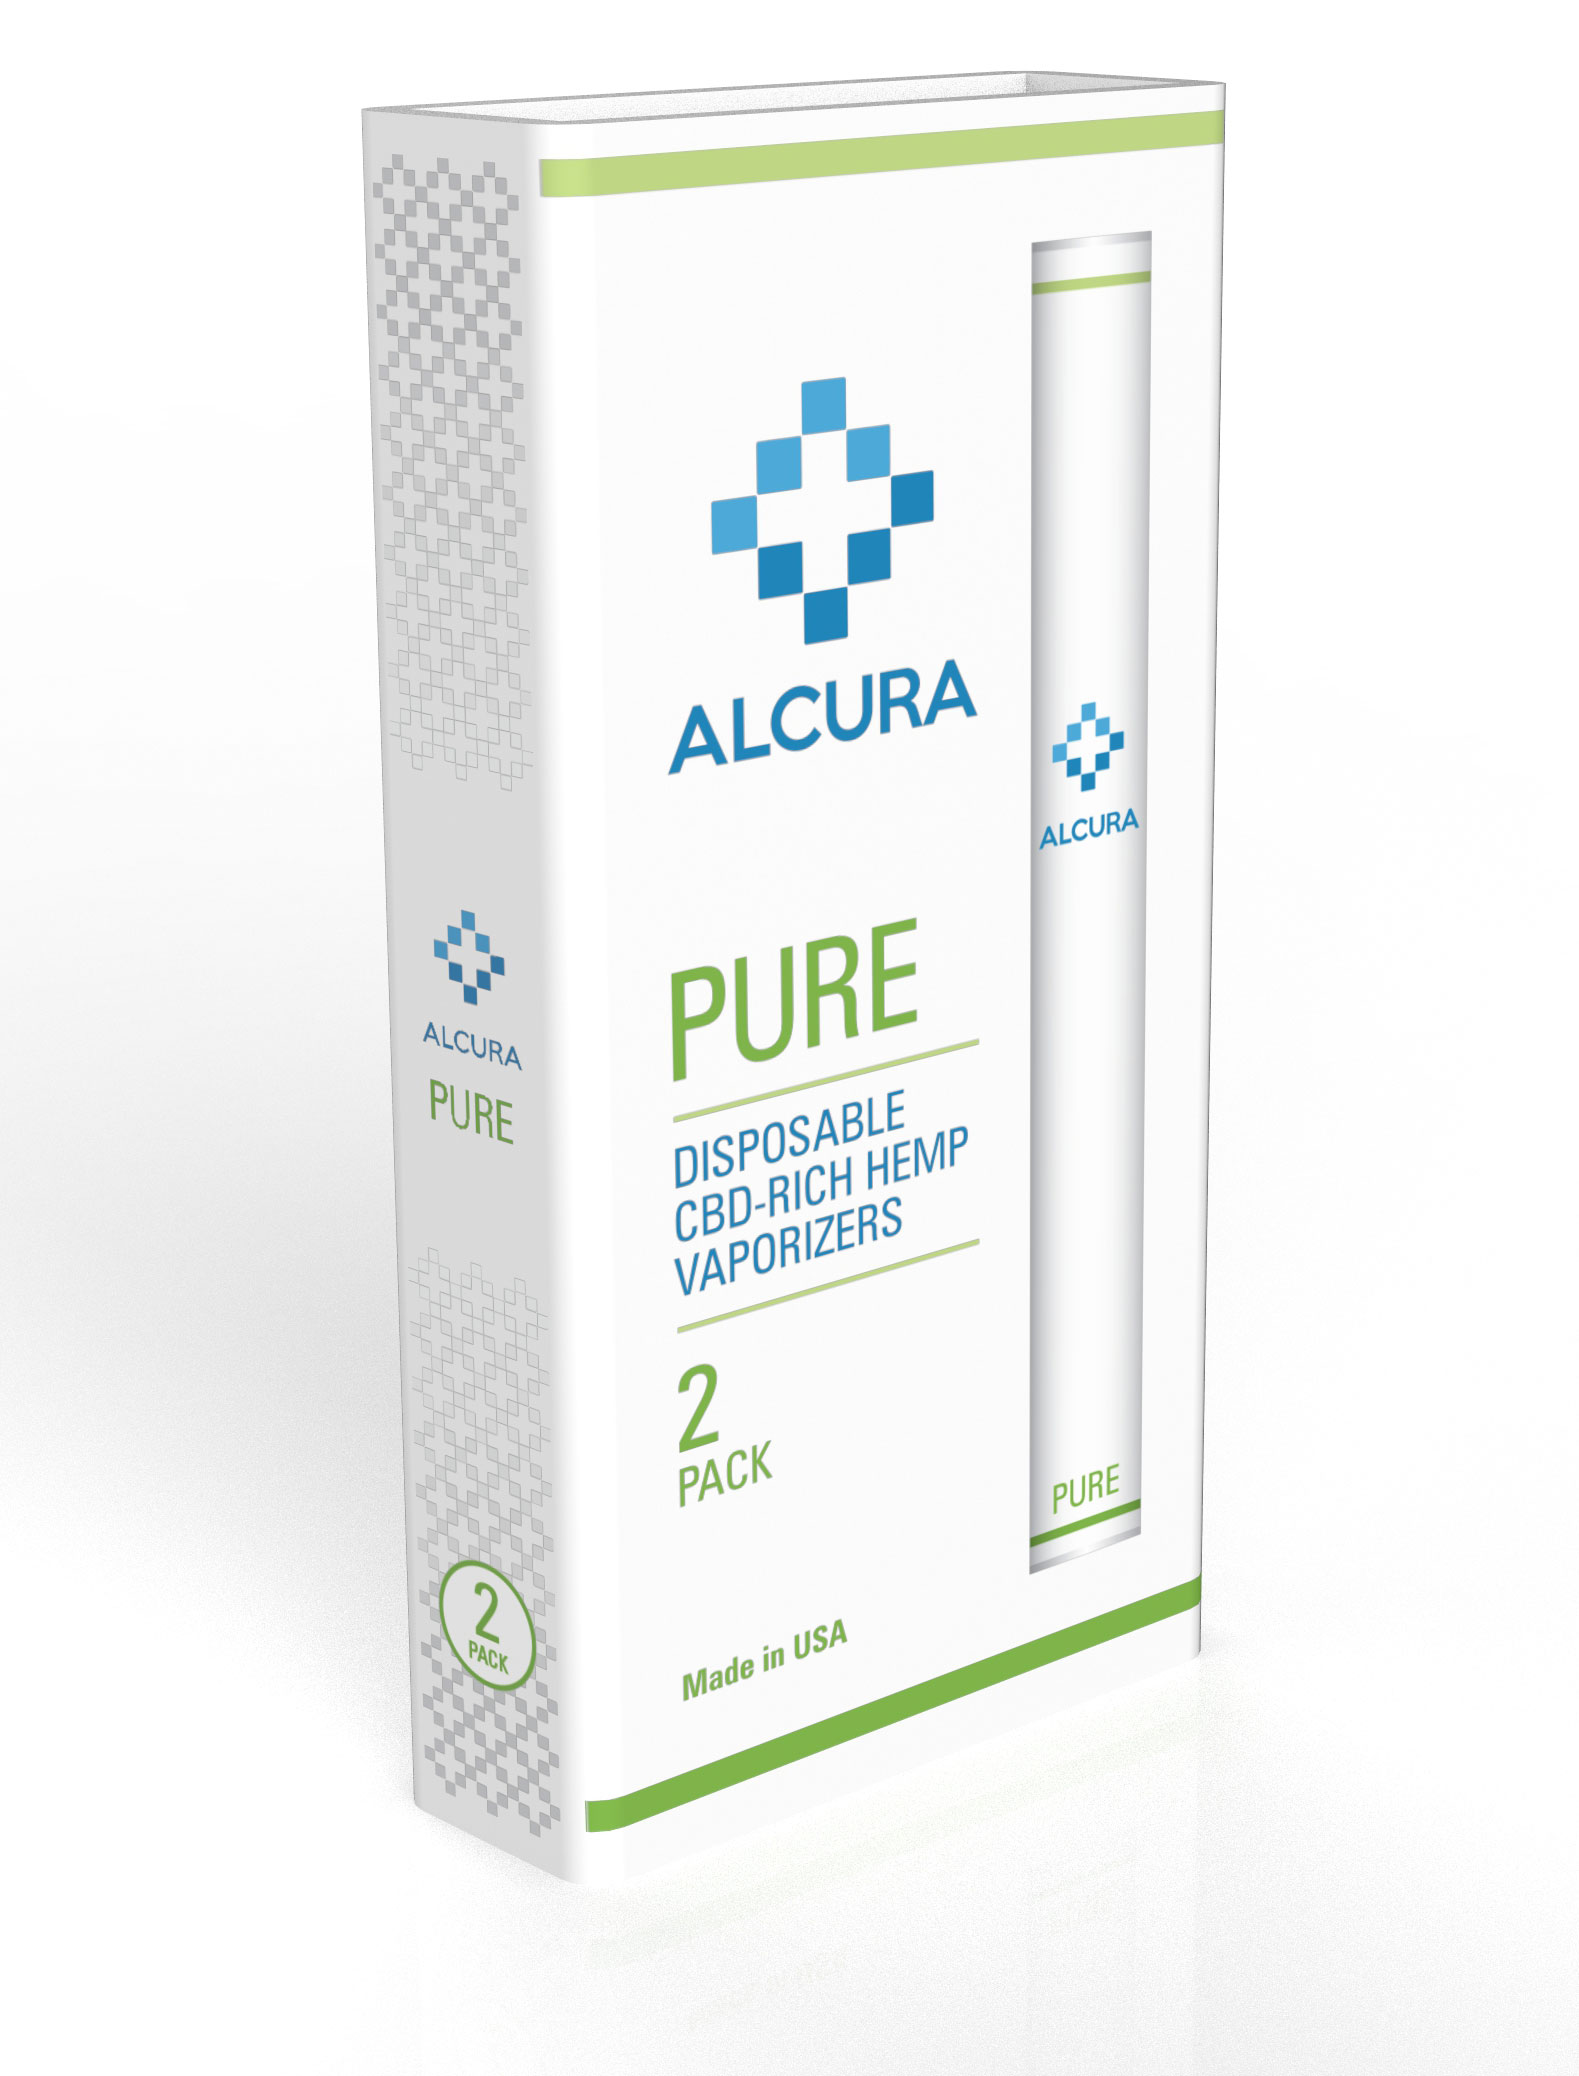 ALCURA
PURE
DISPOSABLE
CBD-RICH HEMP
VAPORIZERS
2
PACK
Made in USA
ALCURA
PURE
ALCURA
PURE
2
PACK